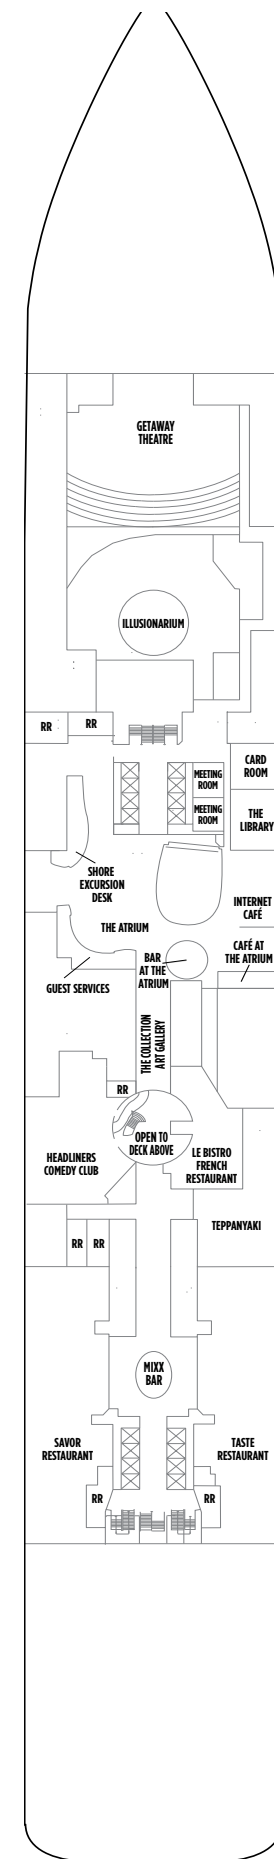 GETAWAY
THEATRE
ILLUSIONARIUM
RR
RR
CARD
ROOM
MEETING
ROOM
MEETING
ROOM
THE
LIBRARY
SHORE
EXCURSION
DESK
INTERNET
CAFÉ
THE ATRIUM
BAR
AT THE
ATRIUM
CAFÉ AT
THE ATRIUM
GUEST SERVICES
THE COLLECTION
ART GALLERY
RR
OPEN TO
DECK ABOVE
HEADLINERS
COMEDY CLUB
LE BISTRO
FRENCH
RESTAURANT
TEPPANYAKI
RR
RR
MIXX
BAR
SAVOR
RESTAURANT
TASTE
RESTAURANT
RR
RR